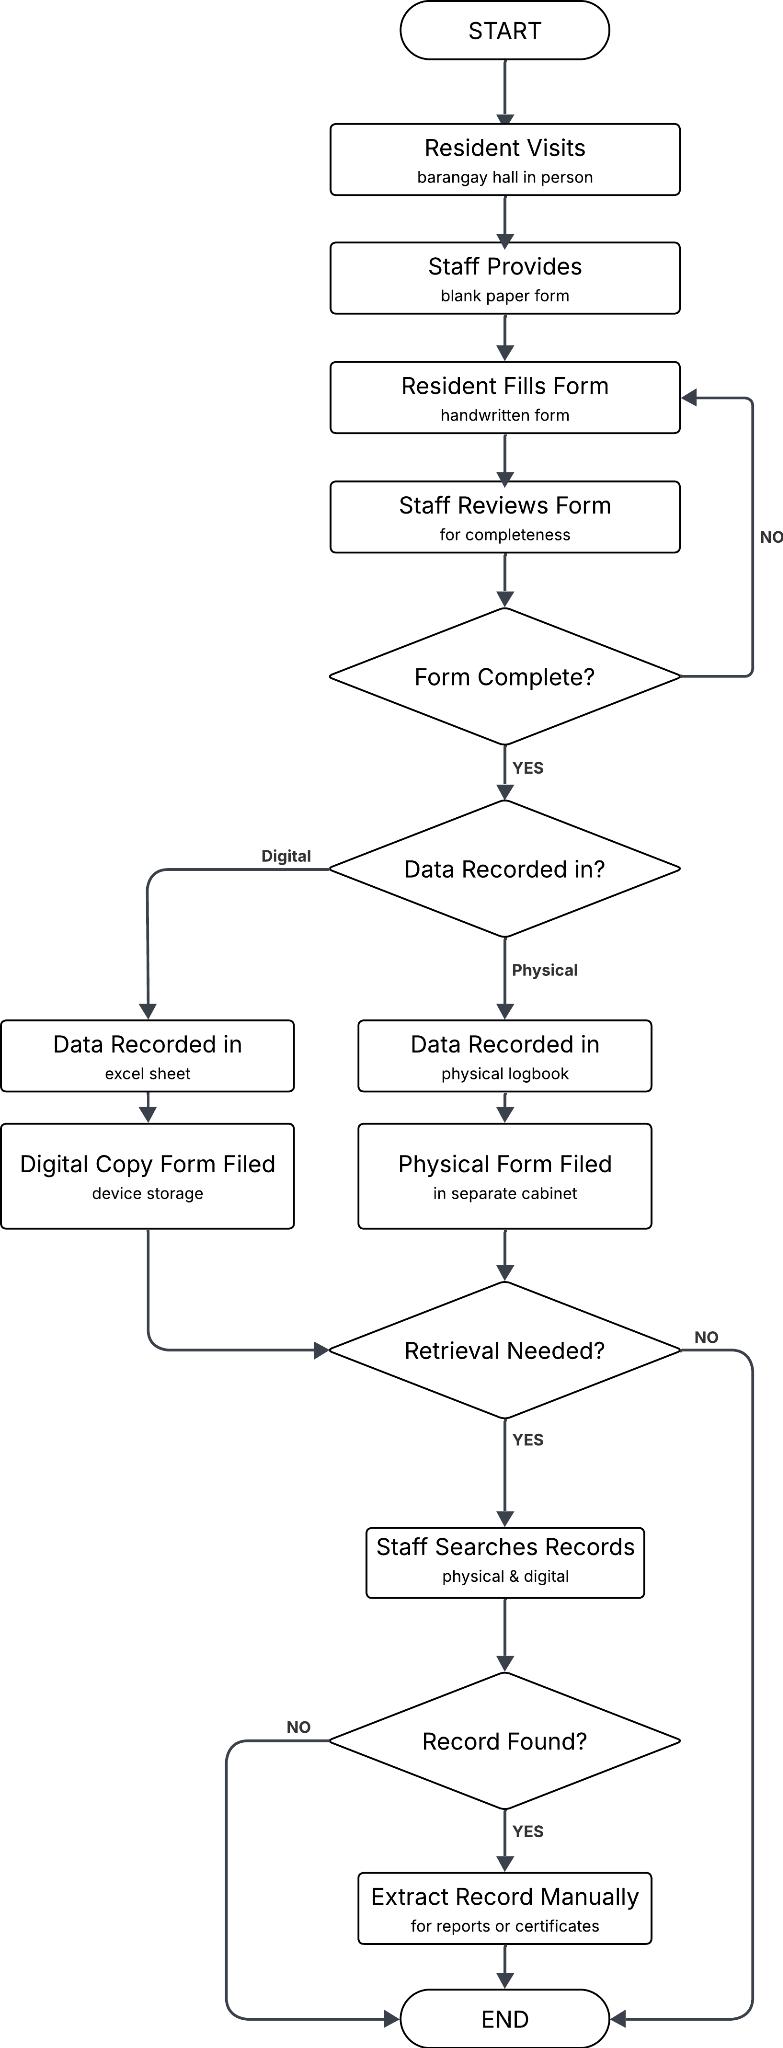 START
Resident Visits
barangay hall in person
Staff Provides
blank paper form
Resident Fills Form
handwritten form
Staff Reviews Form
for completeness
NO
Form Complete?
YES
Digital
Data Recorded in?
Physical
Data Recorded in
excel sheet
Data Recorded in
physical logbook
Digital Copy Form Filed
device storage
Physical Form Filed
in separate cabinet
NO
Retrieval Needed?
YES
Staff Searches Records
physical & digital
NO
Record Found?
YES
Extract Record Manually
for reports or certificates
END